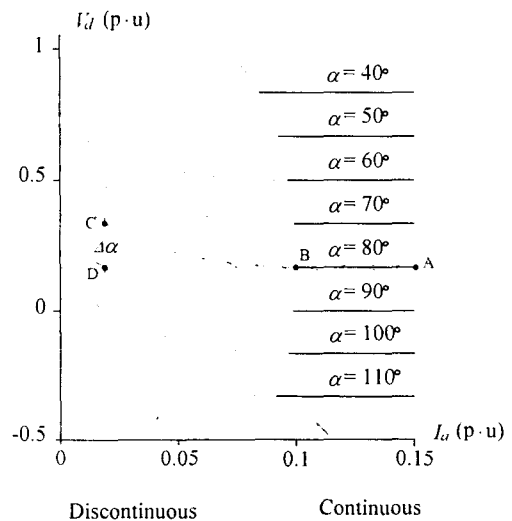 V_d (p·u)
1
α = 40°
α = 50°
α = 60°
0.5
α = 70°
C
Δα
α = 80°
D
B
A
α = 90°
0
α = 100°
α = 110°
-0.5
I_a (p·u)
0
0.05
0.1
0.15
Discontinuous
Continuous